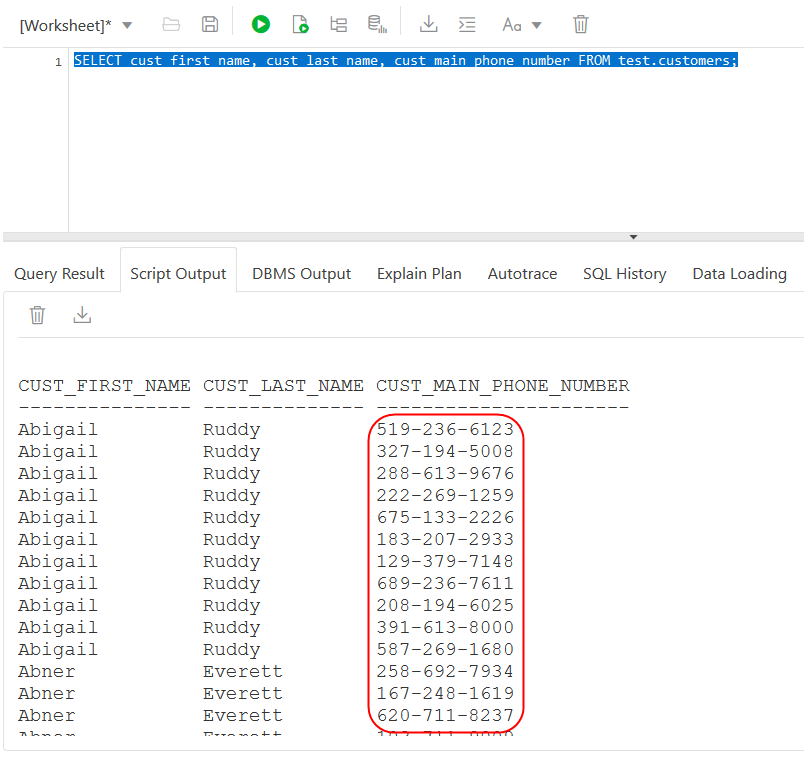 [Worksheet]*
Aa
1 SELECT cust_first_name, cust_last_name, cust_main_phone_number FROM test.customers;
Query Result Script Output DBMS Output Explain Plan Autotrace SQL History Data Loading
CUST_FIRST_NAME CUST_LAST_NAME CUST_MAIN_PHONE_NUMBER
--------------- -------------- ----------------------
Abigail Ruddy 519-236-6123
Abigail Ruddy 327-194-5008
Abigail Ruddy 288-613-9676
Abigail Ruddy 222-269-1259
Abigail Ruddy 675-133-2226
Abigail Ruddy 183-207-2933
Abigail Ruddy 129-379-7148
Abigail Ruddy 689-236-7611
Abigail Ruddy 208-194-6025
Abigail Ruddy 391-613-8000
Abigail Ruddy 587-269-1680
Abner Everett 258-692-7934
Abner Everett 167-248-1619
Abner Everett 620-711-8237
Abner Everett